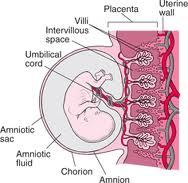 Placenta
Uterine
wall
Villi
Intervillous
space
Umbilical
cord
Amniotic
sac
Amniotic
fluid
Chorion
Amnion